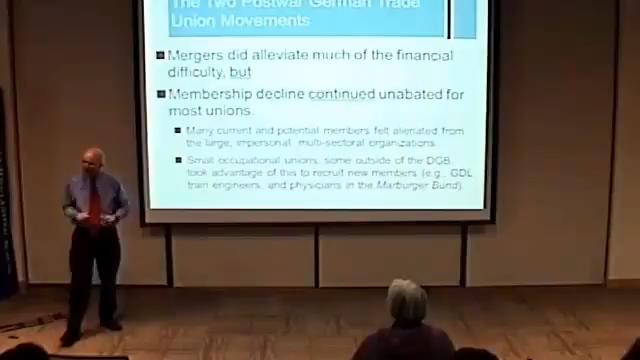 The Two Postwar German Trade
Union Movements
Mergers did alleviate much of the financial
difficulty, but
Membership decline continued unabated for
most unions.
Many current and potential members felt alienated from
the large, impersonal, multi-sectoral organizations.
Small occupational unions, some outside of the DGB,
took advantage of this to recruit new members (e.g., GDL
train engineers, and physicians in the Marburger Bund).